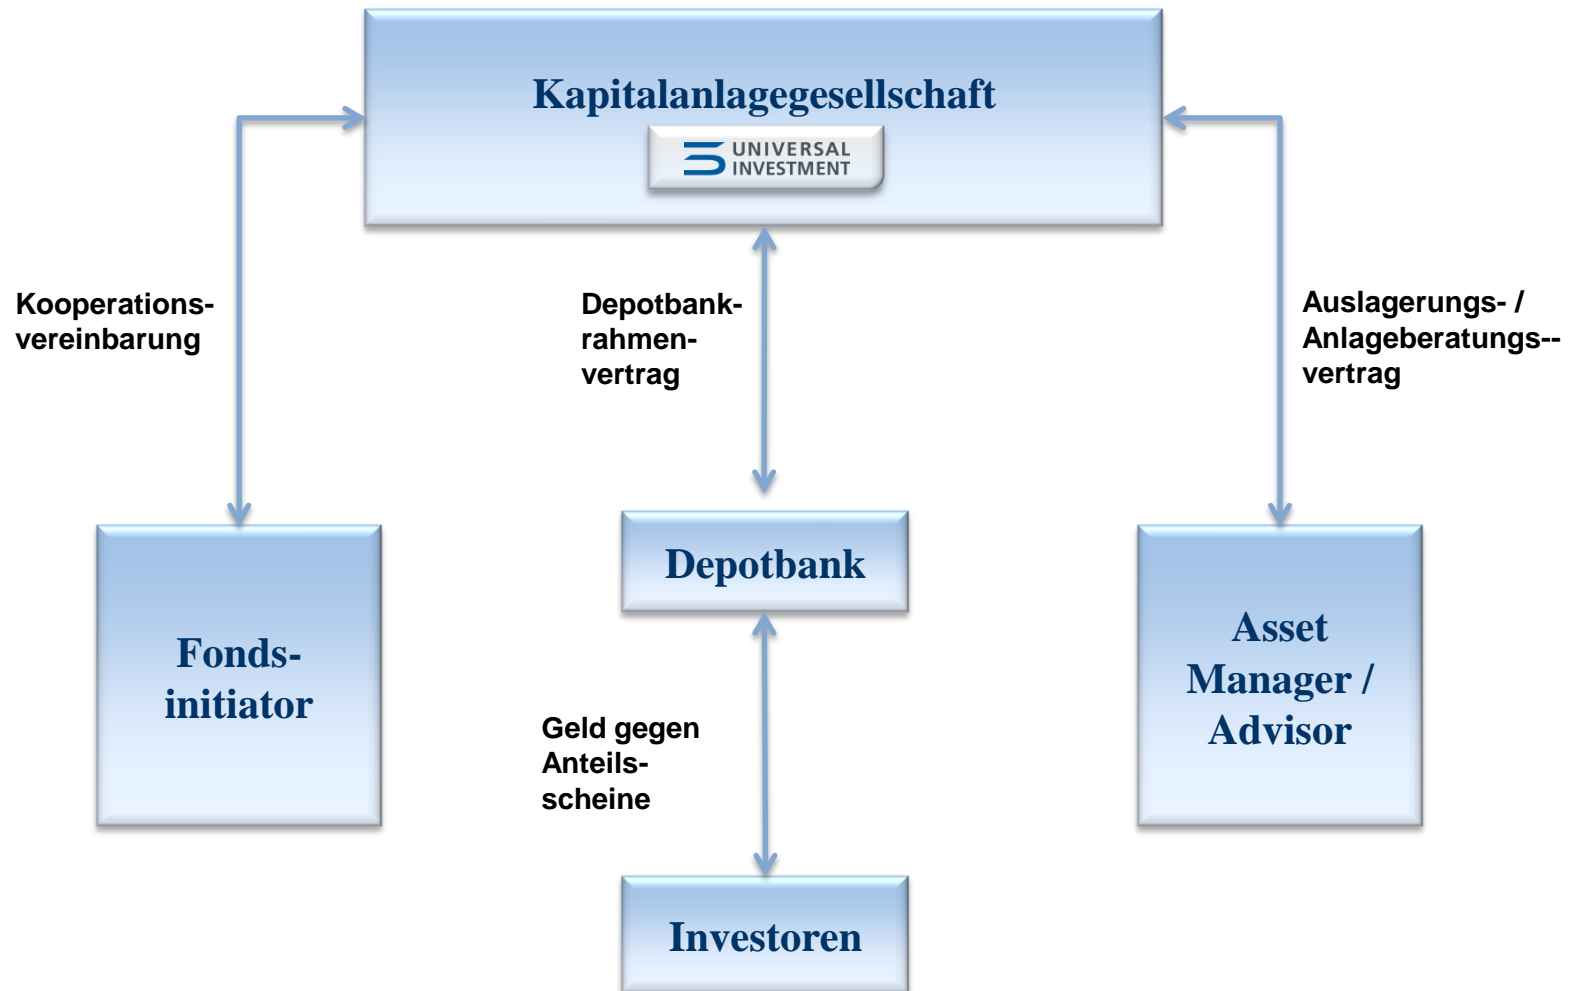 Kapitalanlagegesellschaft
UNIVERSAL
INVESTMENT
Kooperations-
vereinbarung
Depotbank-
rahmen-
vertrag
Auslagerungs- /
Anlageberatungs--
vertrag
Fonds-
initiator
Depotbank
Asset
Manager /
Advisor
Geld gegen
Anteils-
scheine
Investoren